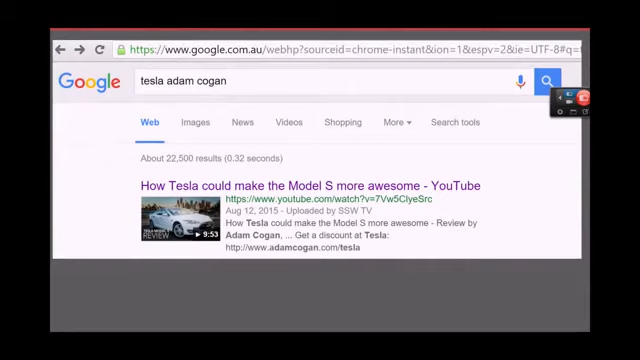 https://www.google.com.au/webhp?sourceid=chrome-instant&ion=1&espv=2&ie=UTF-8#q=t
Google
tesla adam cogan
Web Images News Videos Shopping More Search tools
About 22,500 results (0.32 seconds)
How Tesla could make the Model S more awesome - YouTube
https://www.youtube.com/watch?v=7Vw5ClyeSrc
Aug 12, 2015 - Uploaded by SSW TV
How Tesla could make the Model S more awesome - Review by
Adam Cogan, ... Get a discount at Tesla:
http://www.adamcogan.com/tesla
TESLA MODEL S
REVIEW
9:53